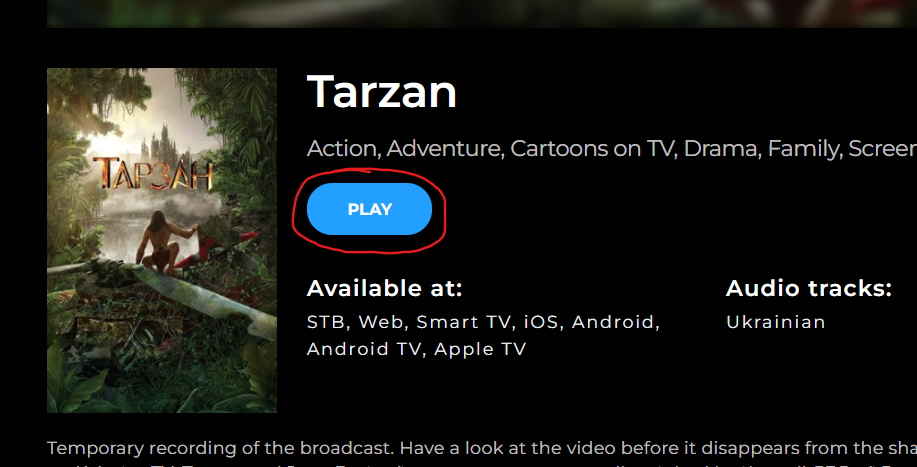 Tarzan
Action, Adventure, Cartoons on TV, Drama, Family, Screen
ТАРЗАН
PLAY
Available at:
STB, Web, Smart TV, iOS, Android,
Android TV, Apple TV
Audio tracks:
Ukrainian
Temporary recording of the broadcast. Have a look at the video before it disappears from the sha